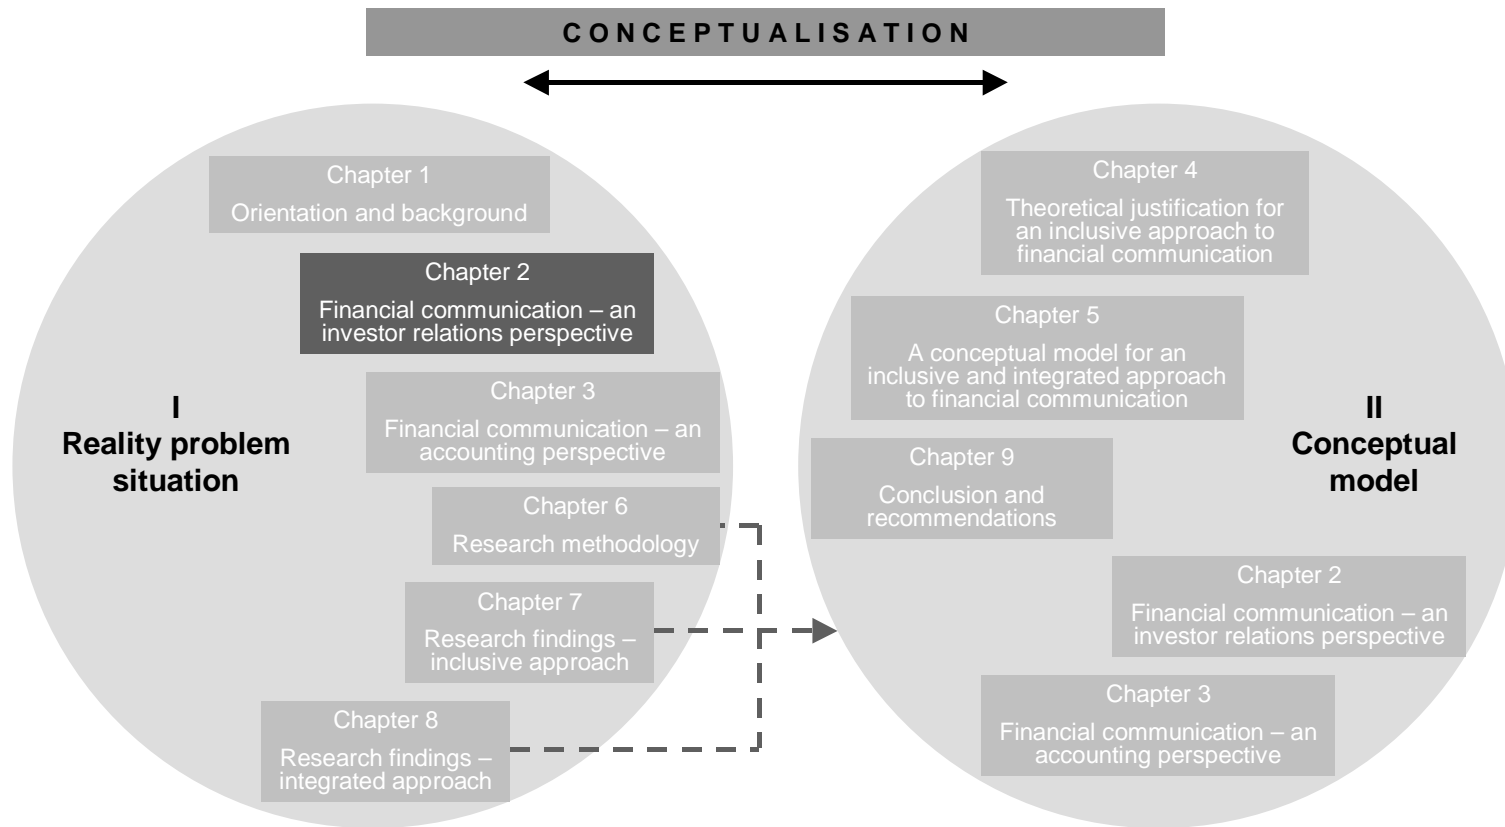 CONCEPTUALISATION
I
Reality problem
situation
Chapter 1
Orientation and background
Chapter 2
Financial communication – an
investor relations perspective
Chapter 3
Financial communication – an
accounting perspective
Chapter 6
Research methodology
Chapter 7
Research findings –
inclusive approach
Chapter 8
Research findings –
integrated approach
Chapter 4
Theoretical justification for
an inclusive approach to
financial communication
Chapter 5
A conceptual model for an
inclusive and integrated approach
to financial communication
II
Conceptual
model
Chapter 9
Conclusion and
recommendations
Chapter 2
Financial communication – an
investor relations perspective
Chapter 3
Financial communication – an
accounting perspective